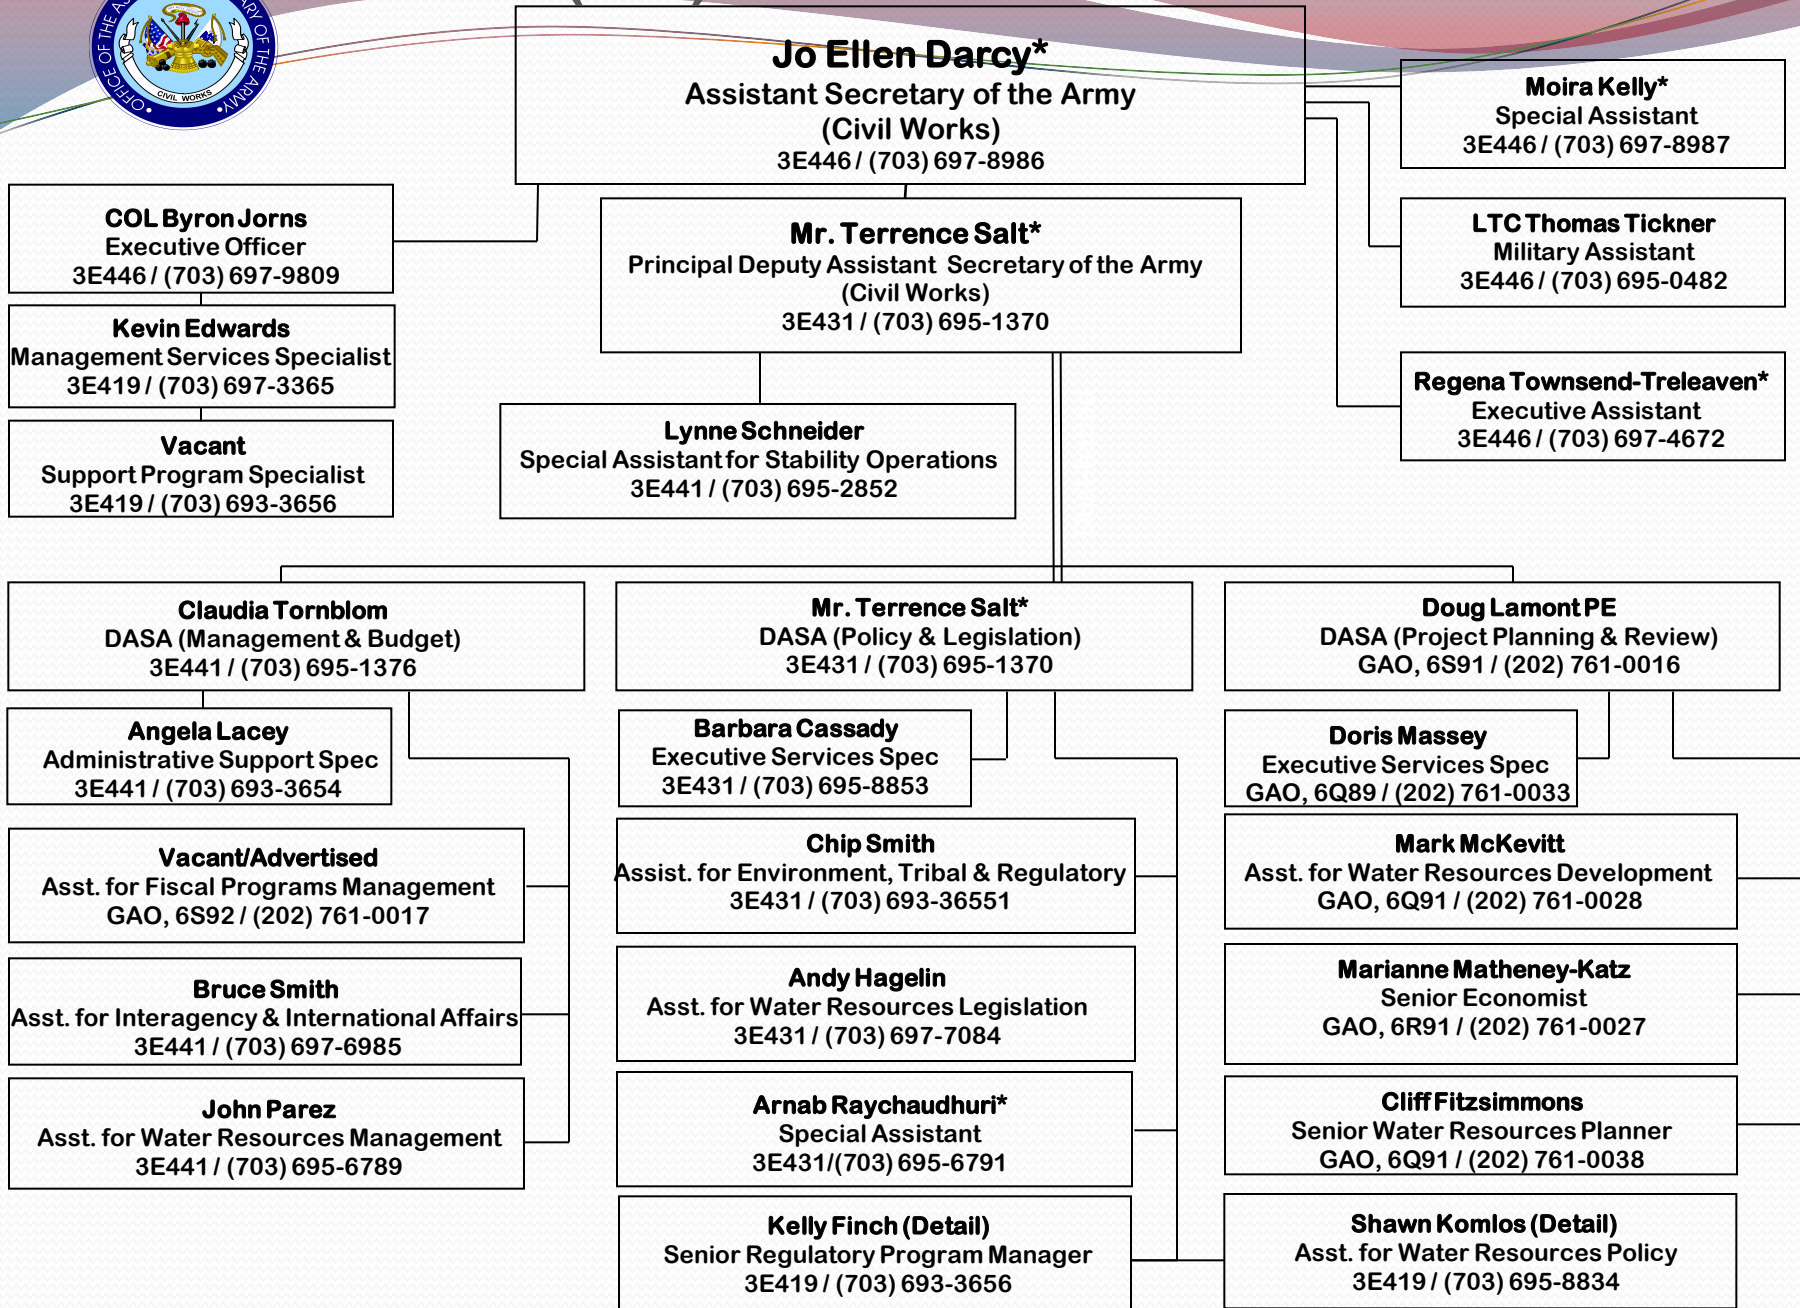 OFFICE OF THE ASS
RY OF THE ARMY
CIVIL WORKS
Jo Ellen Darcy*
Assistant Secretary of the Army
(Civil Works)
3E446 / (703) 697-8986
Moira Kelly*
Special Assistant
3E446 / (703) 697-8987
COL Byron Jorns
Executive Officer
3E446 / (703) 697-9809
Mr. Terrence Salt*
Principal Deputy Assistant Secretary of the Army
(Civil Works)
3E431 / (703) 695-1370
LTC Thomas Tickner
Military Assistant
3E446 / (703) 695-0482
Kevin Edwards
Management Services Specialist
3E419 / (703) 697-3365
Regena Townsend-Treleaven*
Executive Assistant
3E446 / (703) 697-4672
Vacant
Support Program Specialist
3E419 / (703) 693-3656
Lynne Schneider
Special Assistant for Stability Operations
3E441 / (703) 695-2852
Claudia Tornblom
DASA (Management & Budget)
3E441 / (703) 695-1376
Mr. Terrence Salt*
DASA (Policy & Legislation)
3E431 / (703) 695-1370
Doug Lamont PE
DASA (Project Planning & Review)
GAO, 6S91 / (202) 761-0016
Angela Lacey
Administrative Support Spec
3E441 / (703) 693-3654
Barbara Cassady
Executive Services Spec
3E431 / (703) 695-8853
Doris Massey
Executive Services Spec
GAO, 6Q89 / (202) 761-0033
Vacant/Advertised
Asst. for Fiscal Programs Management
GAO, 6S92 / (202) 761-0017
Chip Smith
Assist. for Environment, Tribal & Regulatory
3E431 / (703) 693-36551
Mark McKevitt
Asst. for Water Resources Development
GAO, 6Q91 / (202) 761-0028
Bruce Smith
Asst. for Interagency & International Affairs
3E441 / (703) 697-6985
Andy Hagelin
Asst. for Water Resources Legislation
3E431 / (703) 697-7084
Marianne Matheney-Katz
Senior Economist
GAO, 6R91 / (202) 761-0027
John Parez
Asst. for Water Resources Management
3E441 / (703) 695-6789
Arnab Raychaudhuri*
Special Assistant
3E431/(703) 695-6791
Cliff Fitzsimmons
Senior Water Resources Planner
GAO, 6Q91 / (202) 761-0038
Kelly Finch (Detail)
Senior Regulatory Program Manager
3E419 / (703) 693-3656
Shawn Komlos (Detail)
Asst. for Water Resources Policy
3E419 / (703) 695-8834